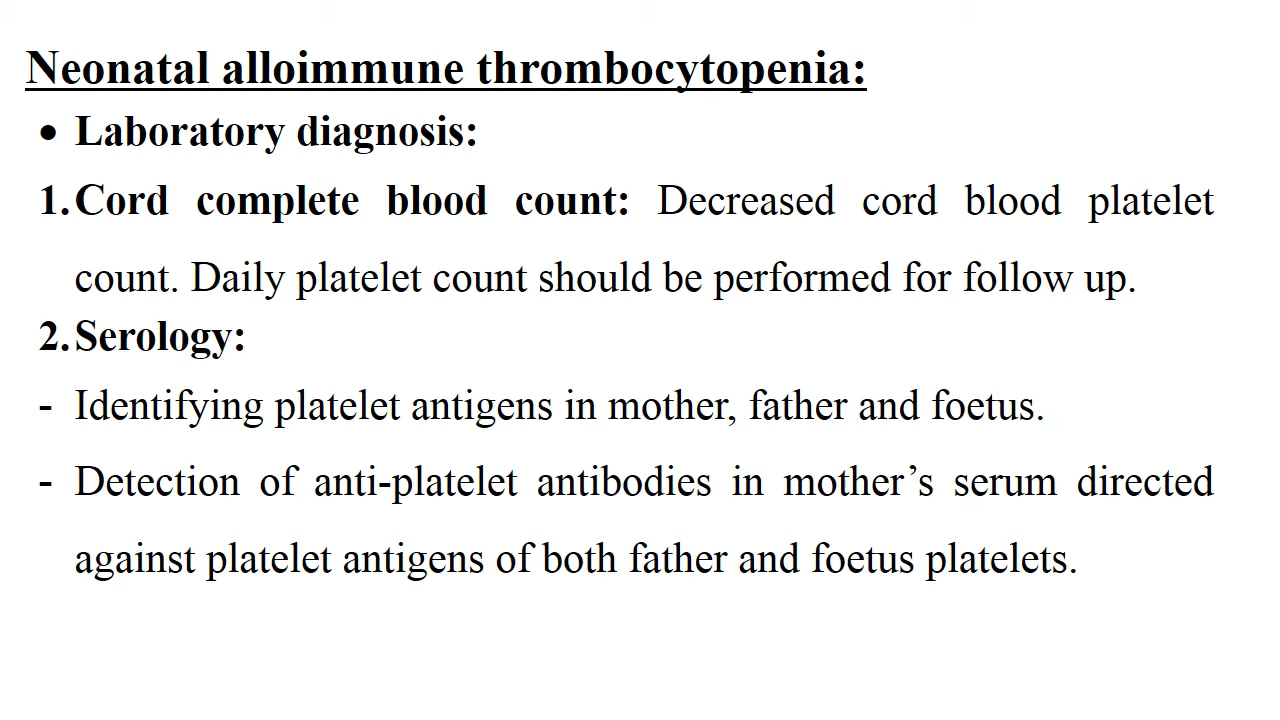 Neonatal alloimmune thrombocytopenia:
• Laboratory diagnosis:
1. Cord complete blood count: Decreased cord blood platelet
count. Daily platelet count should be performed for follow up.
2. Serology:
- Identifying platelet antigens in mother, father and foetus.
- Detection of anti-platelet antibodies in mother’s serum directed
against platelet antigens of both father and foetus platelets.